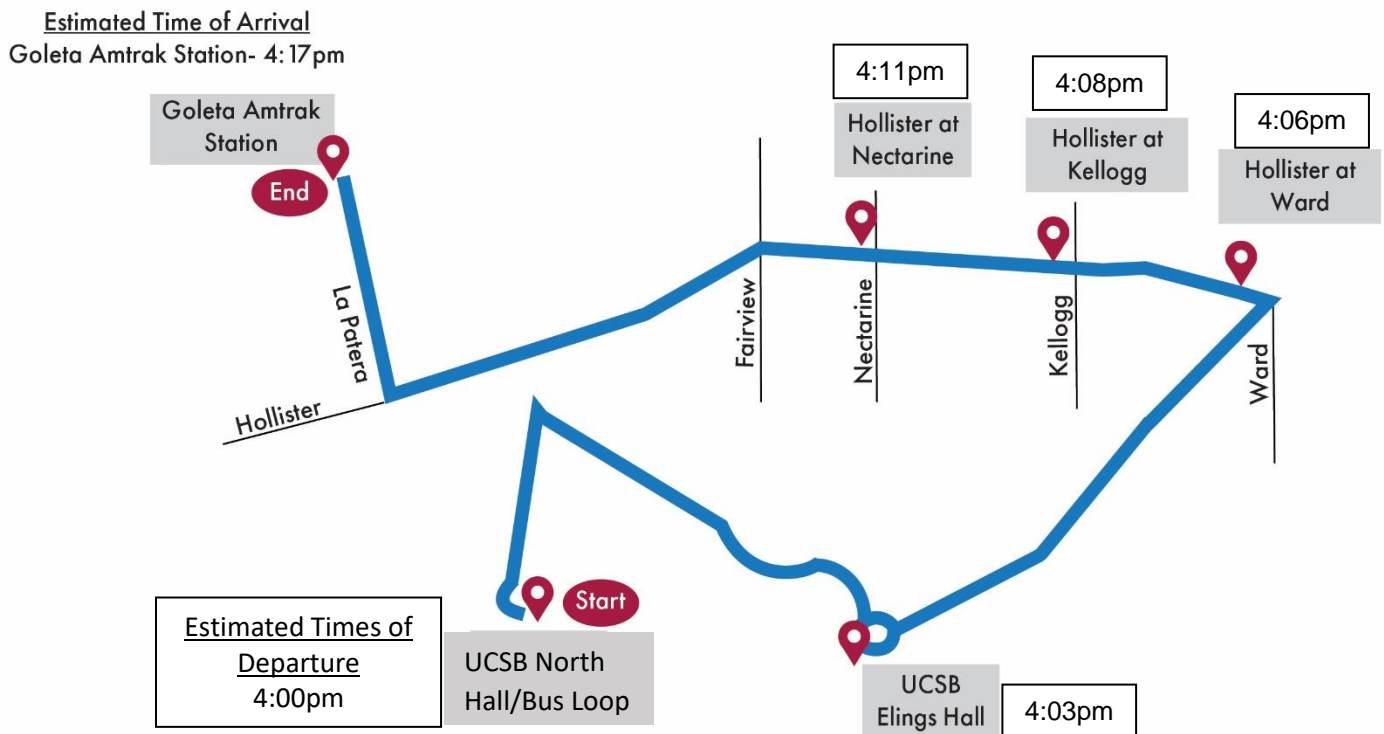 Estimated Time of Arrival
Goleta Amtrak Station- 4:17pm
Goleta Amtrak
Station
End
4:11pm
Hollister at
Nectarine
4:08pm
Hollister at
Kellogg
4:06pm
Hollister at
Ward
La Patera
Hollister
Fairview
Nectarine
Kellogg
Ward
Start
Estimated Times of
Departure
4:00pm
UCSB North
Hall/Bus Loop
UCSB
Elings Hall
4:03pm